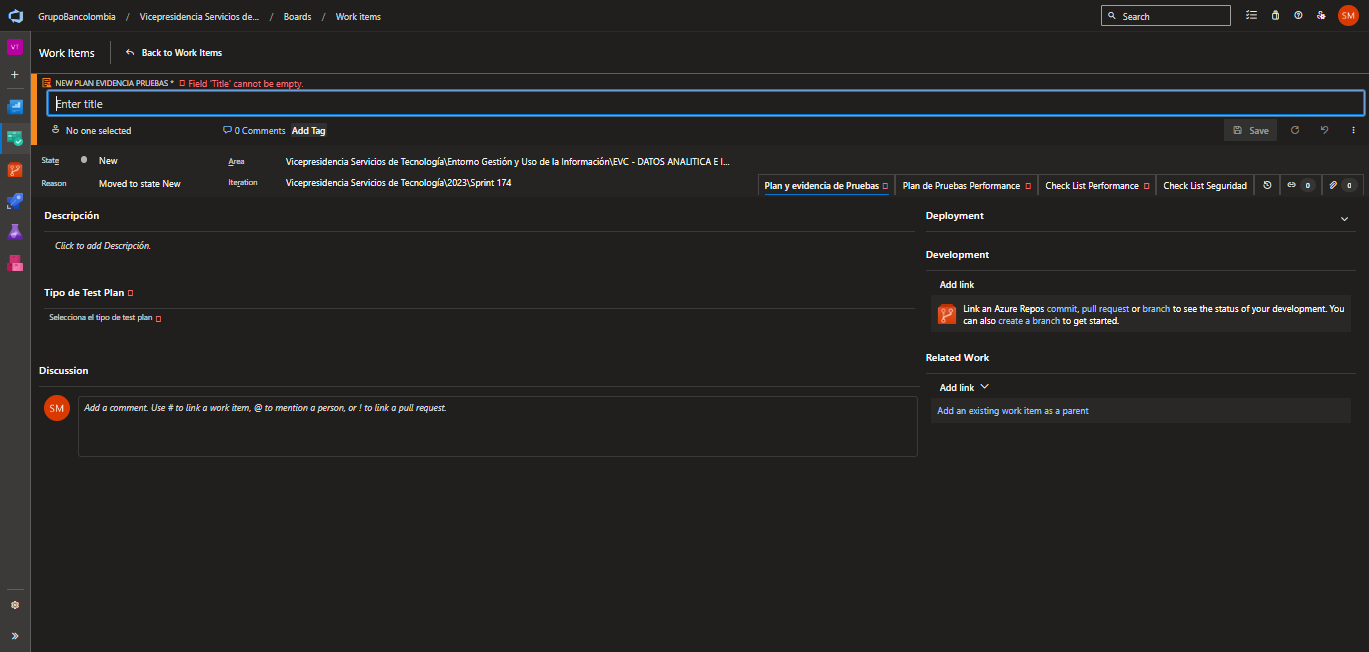 GrupoBancolombia / Vicepresidencia Servicios de... / Boards / Work items
Search
SM
VT
Work Items
Back to Work Items
NEW PLAN EVIDENCIA PRUEBAS * Field 'Title' cannot be empty.
Enter title
No one selected
0 Comments
Add Tag
Save
State
New
Area
Vicepresidencia Servicios de Tecnología\Entorno Gestión y Uso de la Información\EVC - DATOS ANALITICA E I...
Reason
Moved to state New
Iteration
Vicepresidencia Servicios de Tecnología\2023\Sprint 174
Plan y evidencia de Pruebas
Plan de Pruebas Performance
Check List Performance
Check List Seguridad
0
0
Descripción
Click to add Descripción.
Tipo de Test Plan
Selecciona el tipo de test plan
Discussion
SM
Add a comment. Use # to link a work item, @ to mention a person, or ! to link a pull request.
Deployment
Development
Add link
Link an Azure Repos commit, pull request or branch to see the status of your development. You
can also create a branch to get started.
Related Work
Add link
Add an existing work item as a parent